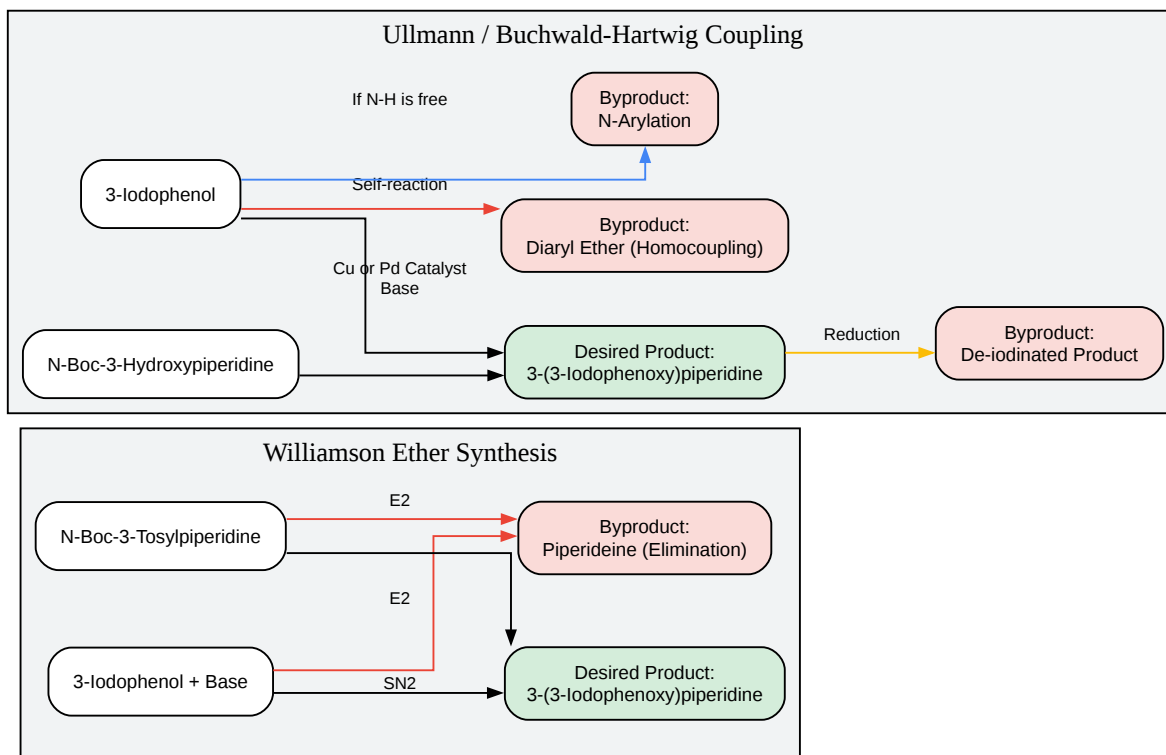 Ullmann / Buchwald-Hartwig Coupling
If N-H is free
Byproduct:
N-Arylation
3-Iodophenol
Self-reaction
Byproduct:
Diaryl Ether (Homocoupling)
Cu or Pd Catalyst
Base
N-Boc-3-Hydroxypiperidine
Desired Product:
3-(3-Iodophenoxy)piperidine
Reduction
Byproduct:
De-iodinated Product
Williamson Ether Synthesis
N-Boc-3-Tosylpiperidine
E2
Byproduct:
Piperideine (Elimination)
E2
3-Iodophenol + Base
SN2
Desired Product:
3-(3-Iodophenoxy)piperidine